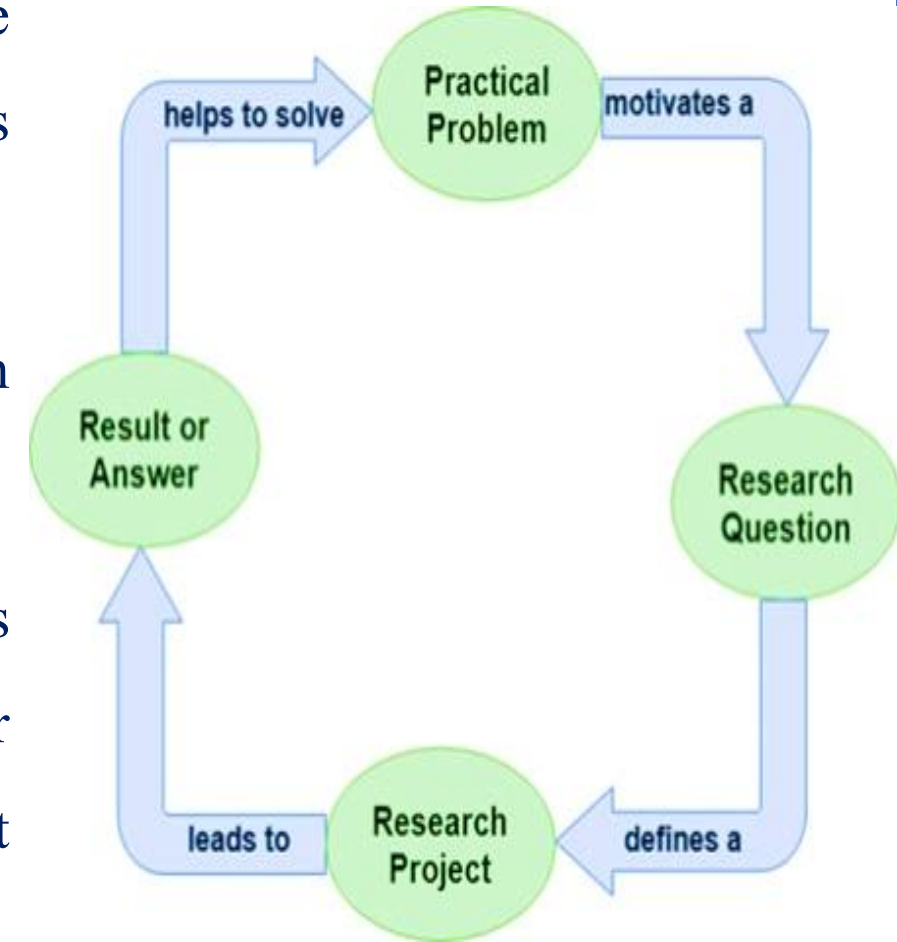 Practical
Problem
motivates a
Research
Question
defines a
Research
Project
leads to
Result or
Answer
helps to solve